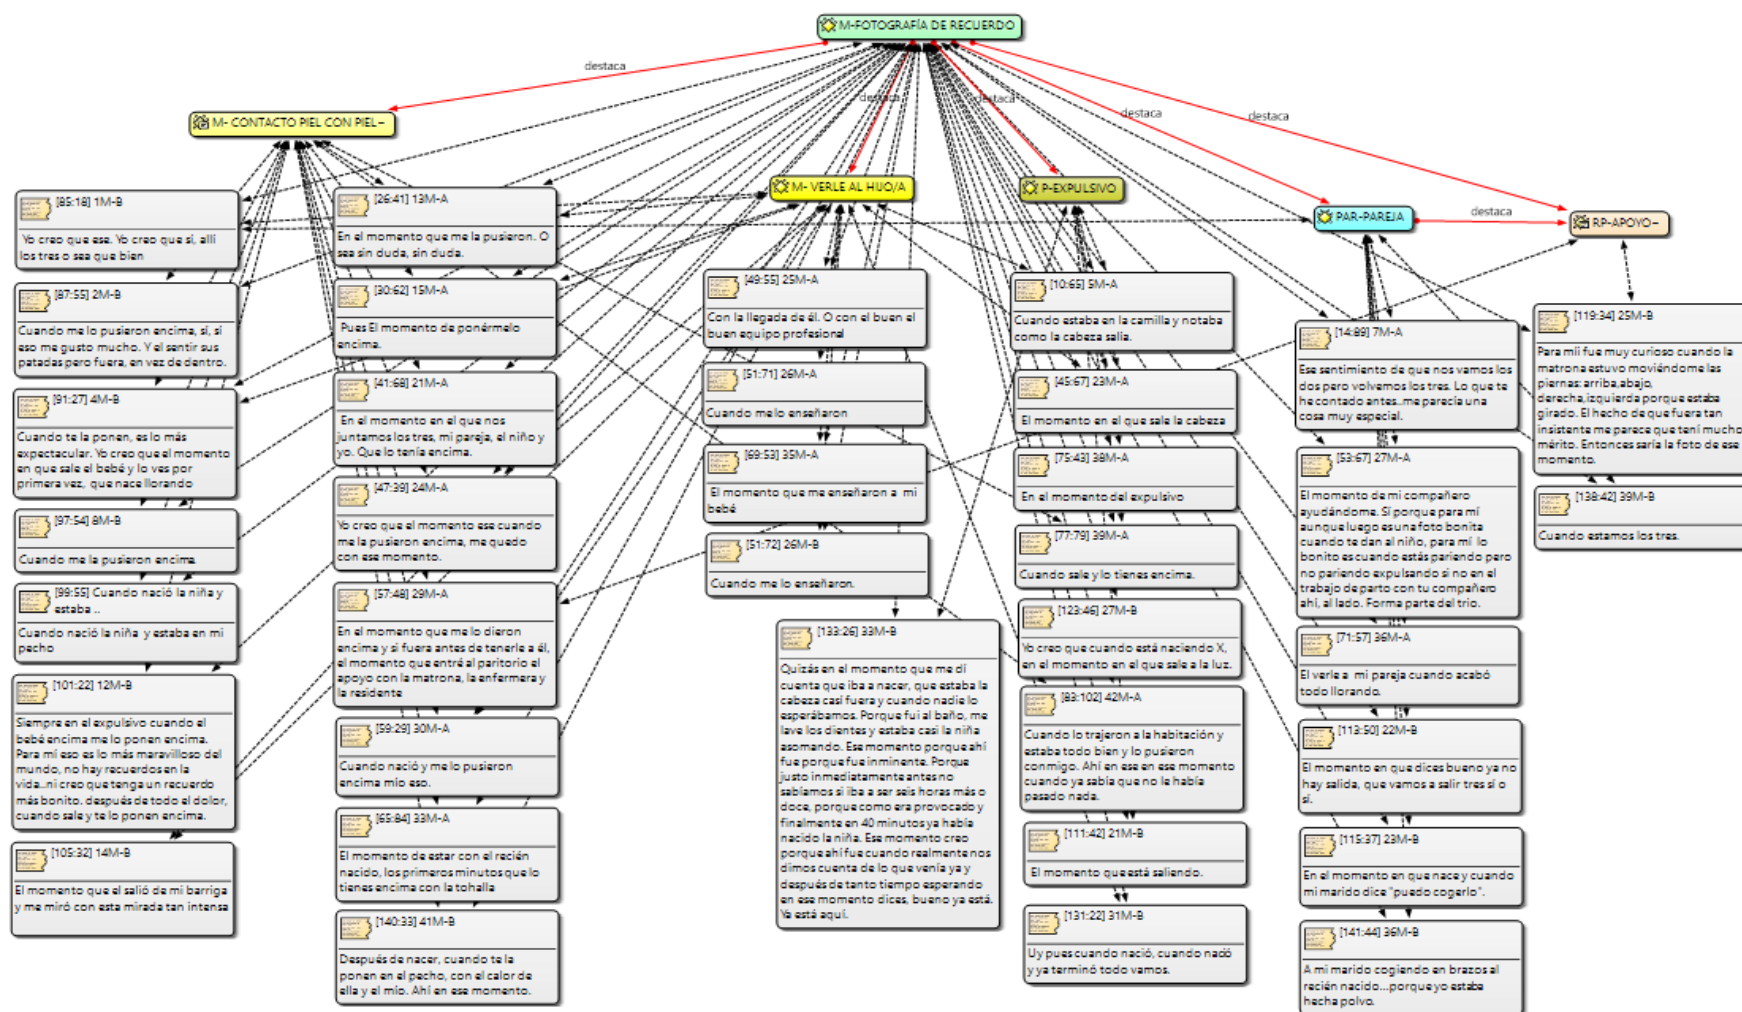 M-FOTOGRAFÍA DE RECUERDO
destaca
destaca
destaca
destaca
destaca
M- CONTACTO PIEL CON PIEL~
M- VERLE AL HIJO/A
P-EXPULSIVO
PAR-PAREJA
destaca
RP-APOYO~
[85:18] 1M-B
Yo creo que ese. Yo creo que sí, allí
los tres o sea que bien
[87:55] 2M-B
Cuando me lo pusieron encima, sí, sí
eso me gusto mucho. Y el sentir sus
patadas pero fuera, en vez de dentro.
[91:27] 4M-B
Cuando te la ponen, es lo más
expectacular. Yo creo que el momento
en que sale el bebé y lo ves por
primera vez, que nace llorando
[97:54] 8M-B
Cuando me la pusieron encima
[99:55] Cuando nació la niña y
estaba ..
Cuando nació la niña y estaba en mi
pecho
[101:22] 12M-B
Siempre en el expulsivo cuando el
bebé encima me lo ponen encima.
Para mí eso es lo más maravilloso del
mundo, no hay recuerdos en la
vida..ni creo que tenga un recuerdo
más bonito. después de todo el dolor,
cuando sale y te lo ponen encima.
[105:32] 14M-B
El momento que el salió de mi barriga
y me miró con esta mirada tan intensa
[26:41] 13M-A
En el momento que me la pusieron. O
sea sin duda, sin duda.
[30:62] 15M-A
Pues El momento de ponérmelo
encima.
[41:68] 21M-A
En el momento en el que nos
juntamos los tres, mi pareja, el niño y
yo. Que lo tenía encima.
[47:39] 24M-A
Yo creo que el momento ese cuando
me la pusieron encima, me quedo
con ese momento.
[57:48] 29M-A
En el momento que me lo dieron
encima y si fuera antes de tenerle a él,
el momento que entré al paritorio el
apoyo con la matrona, la enfermera y
la residente
[59:29] 30M-A
Cuando nació y me lo pusieron
encima mío eso.
[65:84] 33M-A
El momento de estar con el recién
nacido, los primeros minutos que lo
tienes encima con la tohalla
[140:33] 41M-B
Después de nacer, cuando te la
ponen en el pecho, con el calor de
ella y el mío. Ahí en ese momento.
[49:55] 25M-A
Con la llegada de él. O con el buen el
buen equipo profesional
[51:71] 26M-A
Cuando me lo enseñaron
[69:53] 35M-A
El momento que me enseñaron a mi
bebé
[51:72] 26M-B
Cuando me lo enseñaron.
[133:26] 33M-B
Quizás en el momento que me dí
cuenta que iba a nacer, que estaba la
cabeza casí fuera y cuando nadie lo
esperábamos. Porque fui al baño, me
lave los dientes y estaba casi la niña
asomando. Ese momento porque ahí
fue porque fue inminente. Porque
justo inmediatamente antes no
sabíamos si iba a ser seis horas más o
doce, porque como era provocado y
finalmente en 40 minutos ya había
nacido la niña. Ese momento creo
porque ahí fue cuando realmente nos
dimos cuenta de lo que venía ya y
después de tanto tiempo esperando
en ese momento dices, bueno ya está.
Ya está aquí.
[10:65] 5M-A
Cuando estaba en la camilla y notaba
como la cabeza salía.
[45:67] 23M-A
El momento en el que sale la cabeza
[75:43] 38M-A
En el momento del expulsivo
[77:79] 39M-A
Cuando sale y lo tienes encima.
[123:46] 27M-B
Yo creo que cuando está naciendo X,
en el momento en el que sale a la luz.
[83:102] 42M-A
Cuando lo trajeron a la habitación y
estaba todo bien y lo pusieron
conmigo. Ahí en ese en ese momento
cuando ya sabía que no le había
pasado nada.
[111:42] 21M-B
El momento que está saliendo.
[131:22] 31M-B
Uy pues cuando nació, cuando nació
y ya terminó todo vamos.
[14:89] 7M-A
Ese sentimiento de que nos vamos los
dos pero volvemos los tres. Lo que te
he contado antes..me parecía una
cosa muy especial.
[53:67] 27M-A
El momento de mi compañero
ayudándome. Sí porque para mí
aunque luego es una foto bonita
cuando te dan al niño, para mí lo
bonito es cuando estás pariendo pero
no pariendo expulsando si no en el
trabajo de parto con tu compañero
ahí, al lado. Forma parte del trío.
[71:57] 36M-A
El verle a mi pareja cuando acabó
todo llorando.
[113:50] 22M-B
El momento en que dices bueno ya no
hay salida, que vamos a salir tres sí o
sí.
[115:37] 23M-B
En el momento en que nace y cuando
mi marido dice "puedo cogerlo".
[141:44] 36M-B
A mi marido cogiendo en brazos al
recién nacido...porque yo estaba
hecha polvo.
[119:34] 25M-B
Para mii fue muy curioso cuando la
matrona estuvo moviéndome las
piernas: arriba,abajo,
derecha,izquierda porque estaba
girado. El hecho de que fuera tan
insistente me parece que tení mucho
mérito. Entonces saría la foto de ese
momento.
[138:42] 39M-B
Cuando estamos los tres.